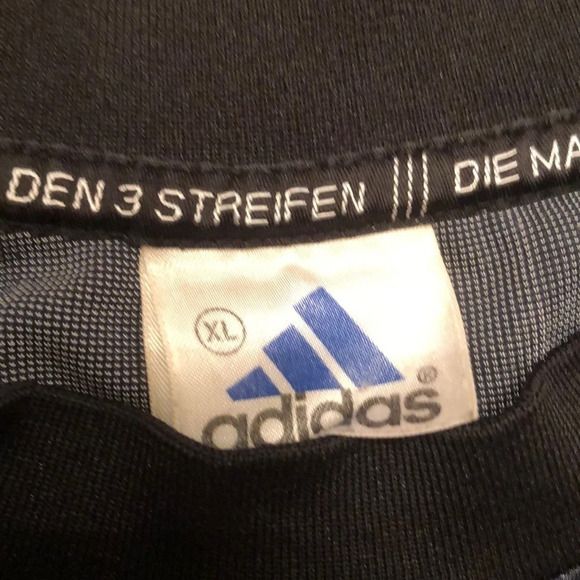 DEN 3 STREIFEN ||| DIE MA
XL
adidas®